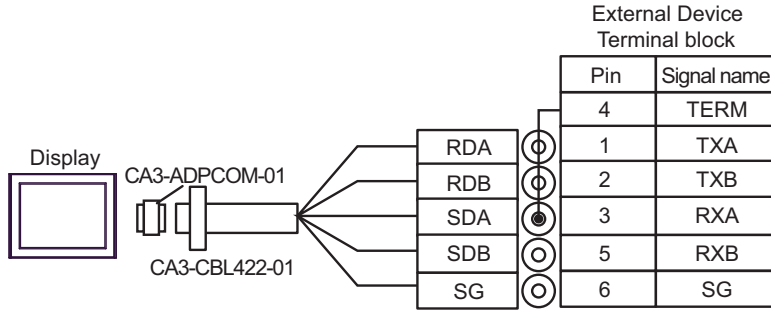 External Device
Terminal block
Pin Signal name
4 TERM
RDA 1 TXA
Display
CA3-ADPCOM-01
RDB 2 TXB
SDA 3 RXA
SDB 5 RXB
CA3-CBL422-01
SG 6 SG